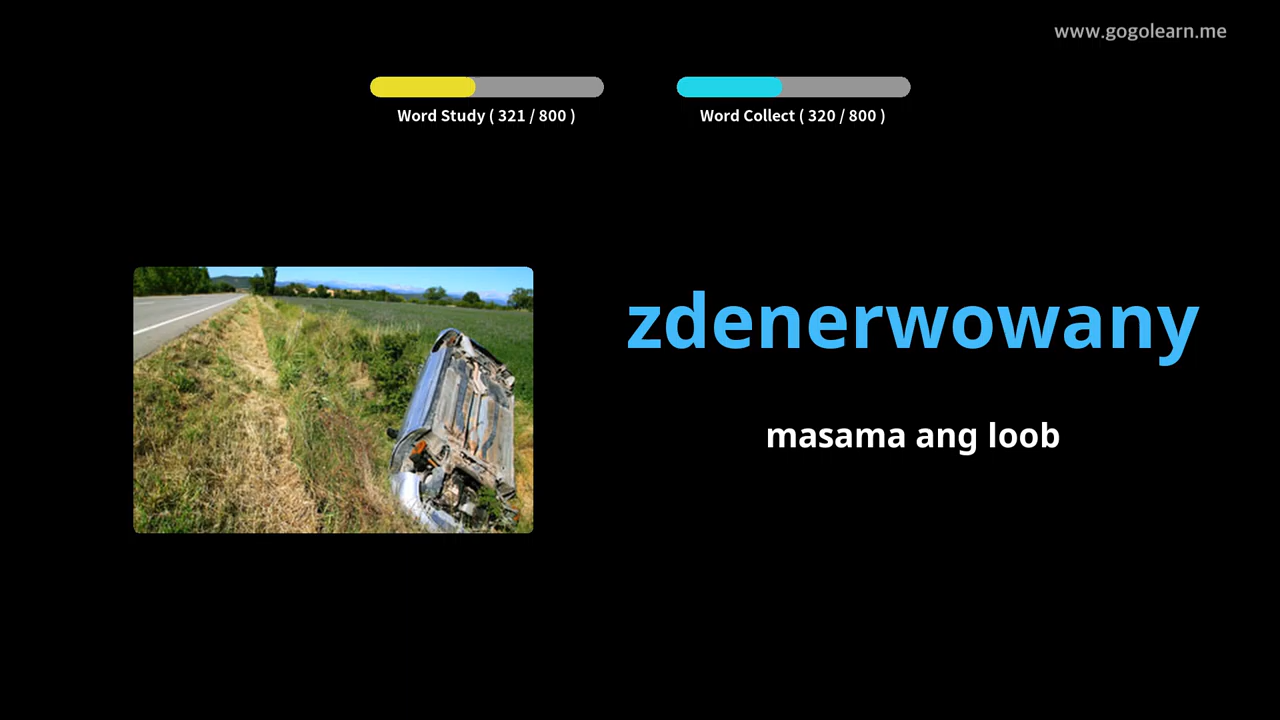 www.gogolearn.me
Word Study ( 321 / 800 )
Word Collect ( 320 / 800 )
zdenerwowany
masama ang loob